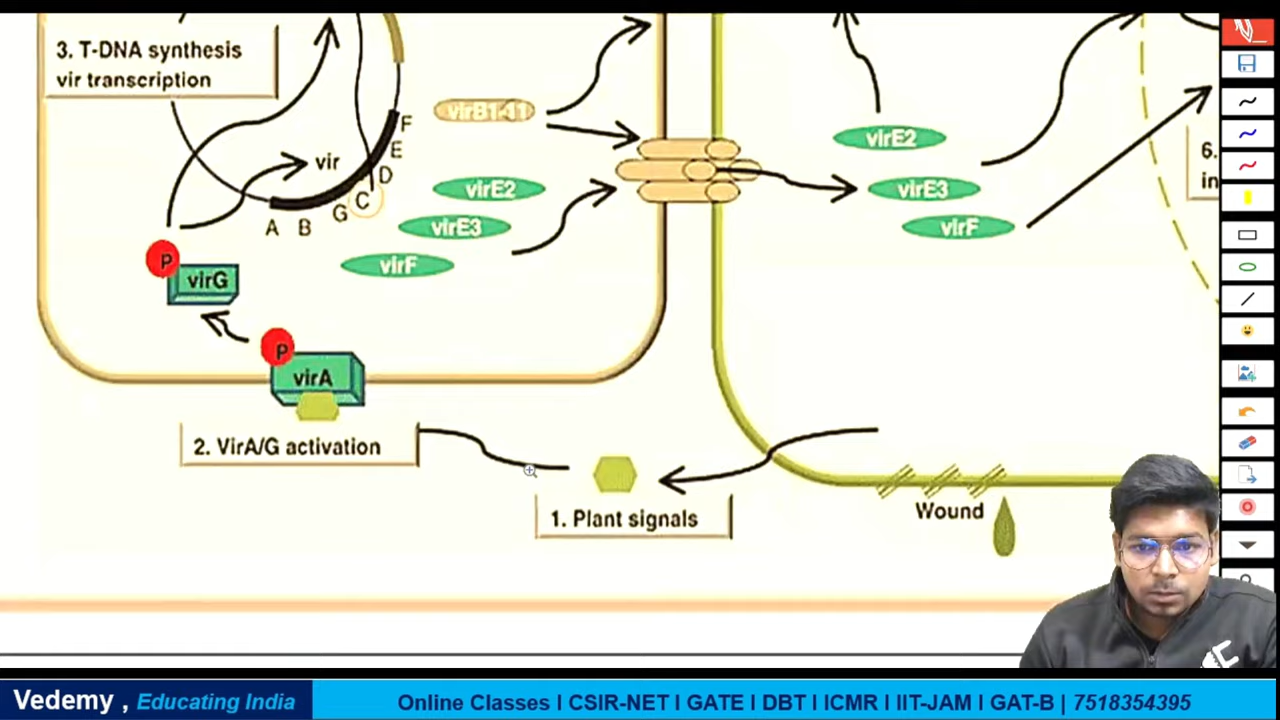 3. T-DNA synthesis
vir transcription
virB1-11
F
E
D
C
G
B
A
vir
virE2
virE3
virF
virE2
virE3
virF
6.
in
P
virG
P
virA
2. VirA/G activation
1. Plant signals
Wound
Vedemy , Educating India
Online Classes I CSIR-NET I GATE I DBT I ICMR I IIT-JAM I GAT-B | 7518354395